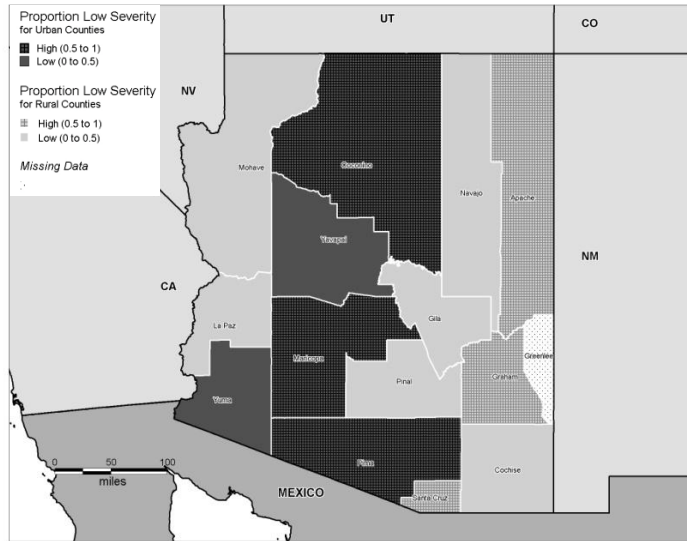 Proportion Low Severity
for Urban Counties
High (0.5 to 1)
Low (0 to 0.5)
Proportion Low Severity
for Rural Counties
High (0.5 to 1)
Low (0 to 0.5)
Missing Data
UT
CO
NV
Mohave
Coconino
Navajo
Apache
Yavapai
NM
CA
La Paz
Gila
Maricopa
Greenlee
Yuma
Pinal
Graham
Pima
Cochise
Santa Cruz
0 50 100
miles
MEXICO